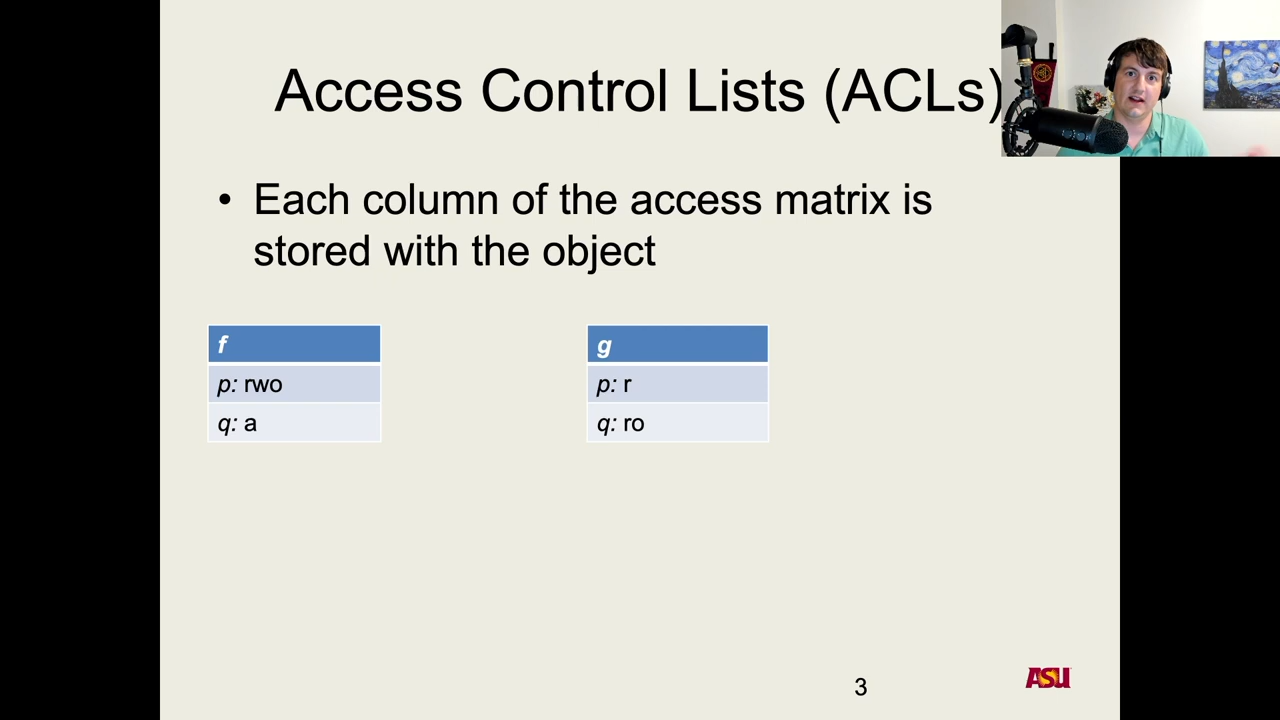 Access Control Lists (ACLs)
• Each column of the access matrix is
stored with the object
f
p: rwo
q: a
g
p: r
q: ro
3
ASU